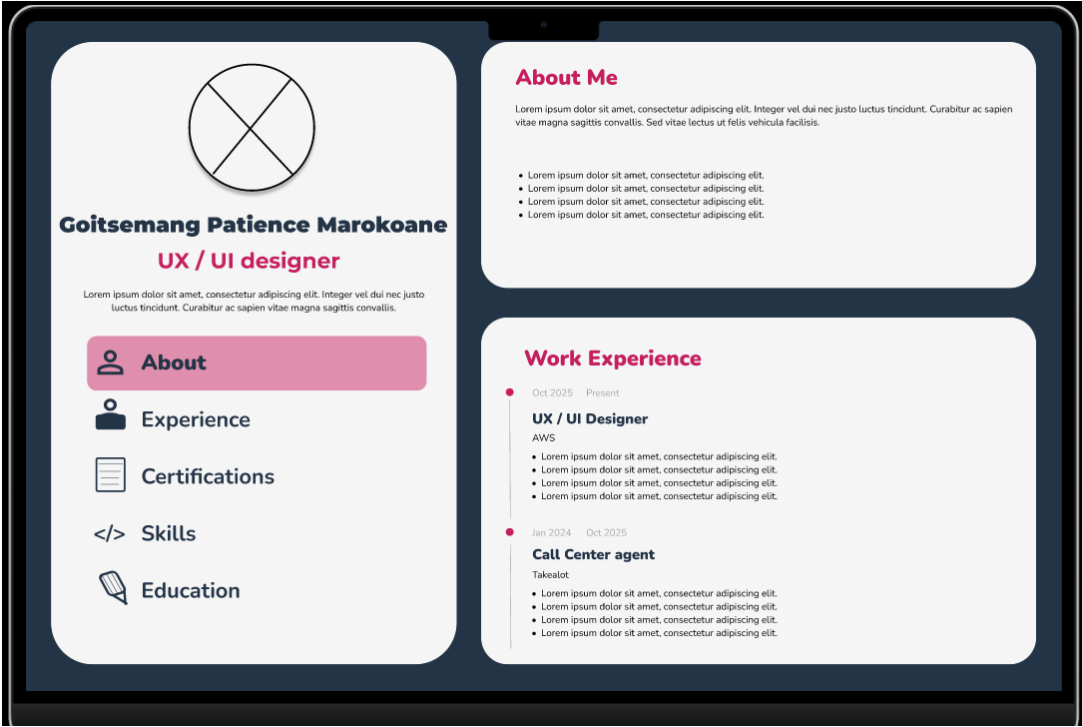 Goitsemang Patience Marokoane
UX / UI designer
Lorem ipsum dolor sit amet, consectetur adipiscing elit. Integer vel dui nec justo
luctus tincidunt. Curabitur ac sapien vitae magna sagittis convallis.
About
Experience
Certifications
</> Skills
Education
About Me
Lorem ipsum dolor sit amet, consectetur adipiscing elit. Integer vel dui nec justo luctus tincidunt. Curabitur ac sapien
vitae magna sagittis convallis. Sed vitae lectus ut felis vehicula facilisis.
• Lorem ipsum dolor sit amet, consectetur adipiscing elit.
• Lorem ipsum dolor sit amet, consectetur adipiscing elit.
• Lorem ipsum dolor sit amet, consectetur adipiscing elit.
• Lorem ipsum dolor sit amet, consectetur adipiscing elit.
Work Experience
Oct 2025 Present
UX / UI Designer
AWS
• Lorem ipsum dolor sit amet, consectetur adipiscing elit.
• Lorem ipsum dolor sit amet, consectetur adipiscing elit.
• Lorem ipsum dolor sit amet, consectetur adipiscing elit.
• Lorem ipsum dolor sit amet, consectetur adipiscing elit.
Jan 2024 Oct 2025
Call Center agent
Takealot
• Lorem ipsum dolor sit amet, consectetur adipiscing elit.
• Lorem ipsum dolor sit amet, consectetur adipiscing elit.
• Lorem ipsum dolor sit amet, consectetur adipiscing elit.
• Lorem ipsum dolor sit amet, consectetur adipiscing elit.